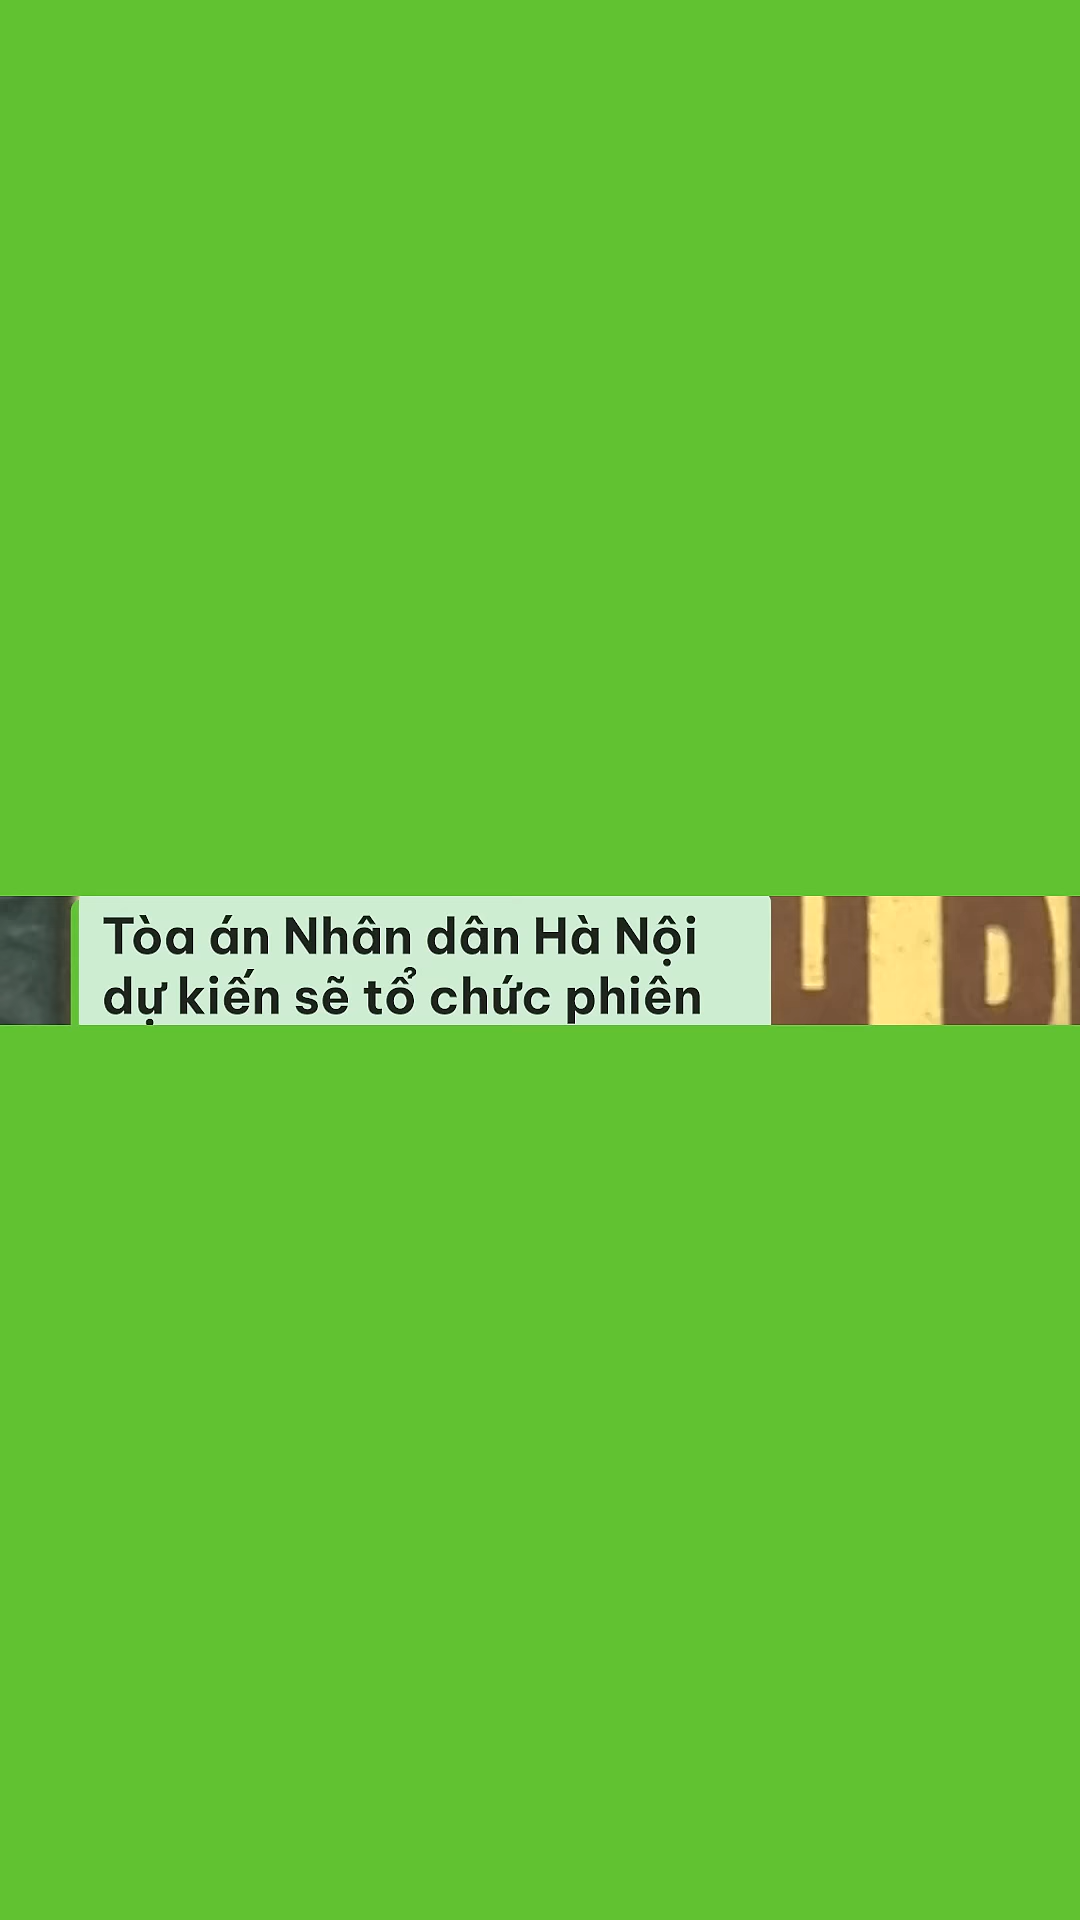 Tòa án Nhân dân Hà Nội
dự kiến sẽ tổ chức phiên